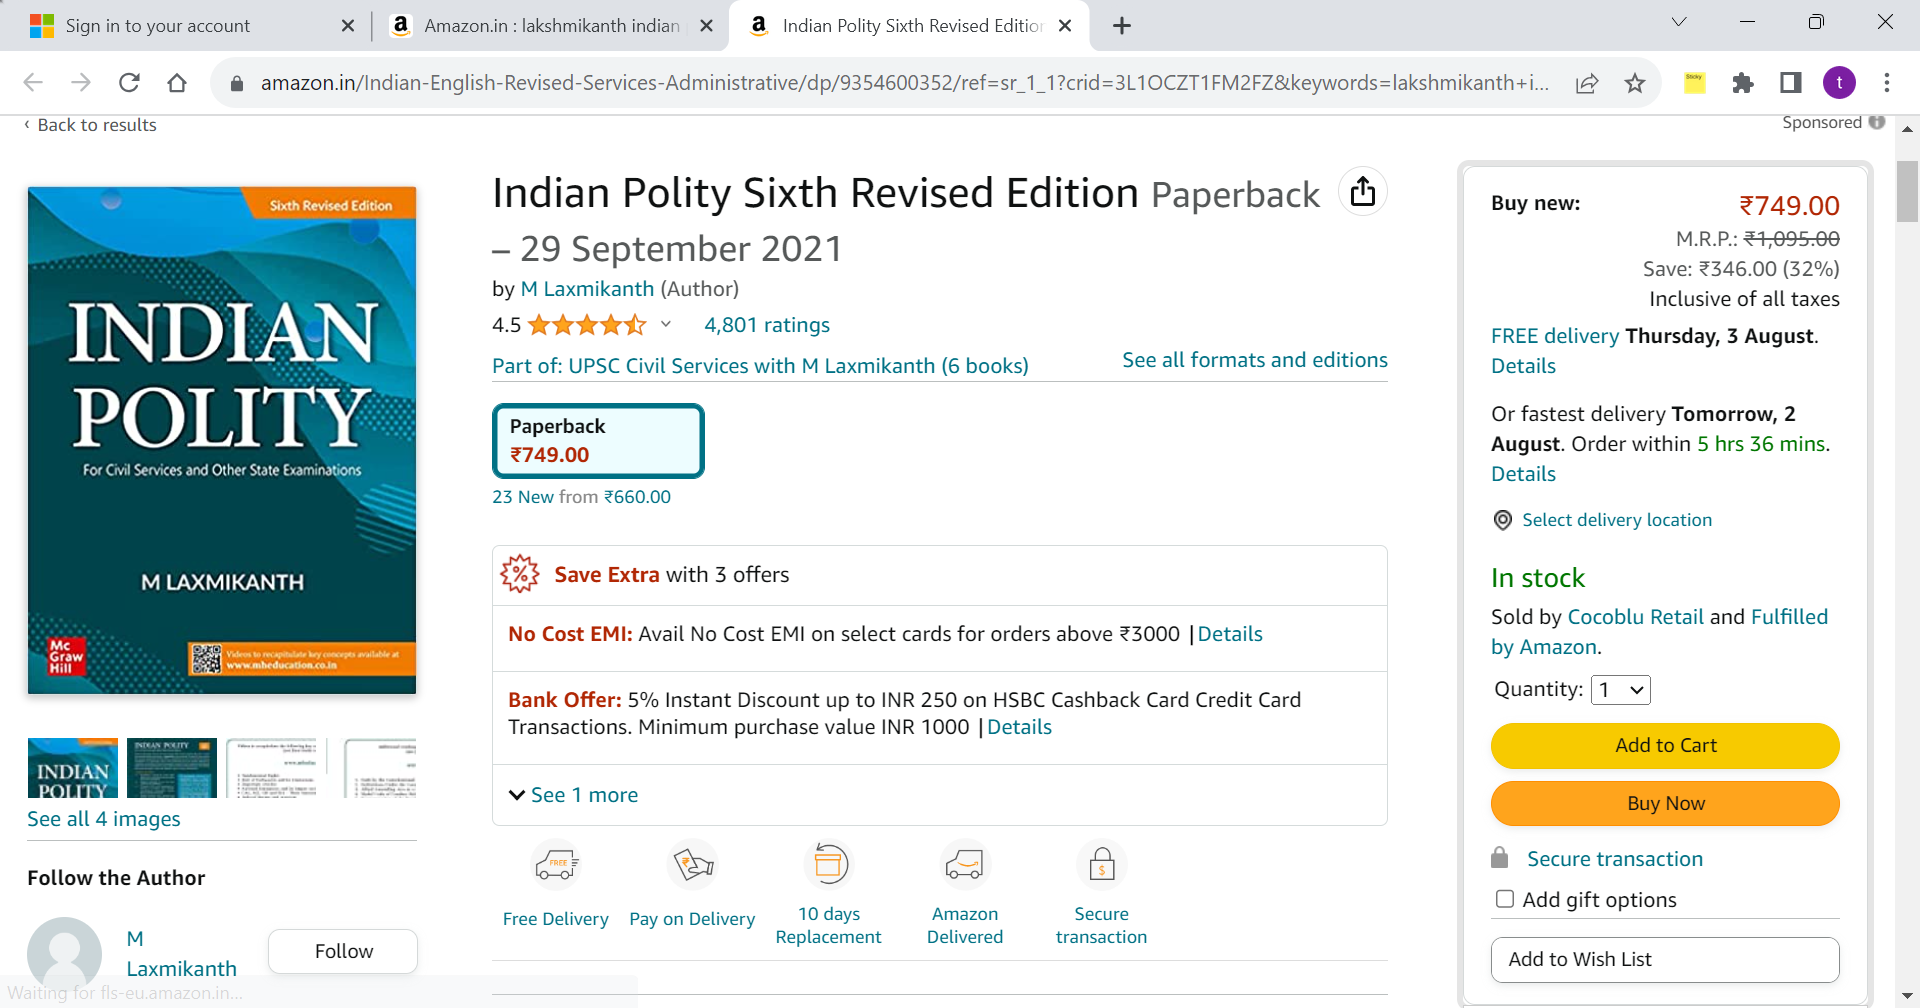 Sign in to your account
Amazon.in : lakshmikanth indian
Indian Polity Sixth Revised Edition
amazon.in/Indian-English-Revised-Services-Administrative/dp/9354600352/ref=sr_1_1?crid=3L1OCZT1FM2FZ&keywords=lakshmikanth+i...
Sticky
t
‹ Back to results
Sponsored
Sixth Revised Edition
INDIAN
POLITY
For Civil Services and Other State Examinations
M LAXMIKANTH
Mc
Graw
Hill
Videos to recapitulate key concepts available at
www.mheducation.co.in
INDIAN
POLITY
INDIAN POLITY
See all 4 images
Follow the Author
M
Laxmikanth
Follow
Waiting for fls-eu.amazon.in...
Indian Polity Sixth Revised Edition Paperback
– 29 September 2021
by M Laxmikanth (Author)
4.5 4,801 ratings
Part of: UPSC Civil Services with M Laxmikanth (6 books)
See all formats and editions
Paperback
₹749.00
23 New from ₹660.00
Save Extra with 3 offers
No Cost EMI: Avail No Cost EMI on select cards for orders above ₹3000 | Details
Bank Offer: 5% Instant Discount up to INR 250 on HSBC Cashback Card Credit Card
Transactions. Minimum purchase value INR 1000 | Details
See 1 more
FREE
Free Delivery
Pay on Delivery
10 days
Replacement
Amazon
Delivered
Secure
transaction
Buy new: ₹749.00
M.R.P.: ₹1,095.00
Save: ₹346.00 (32%)
Inclusive of all taxes
FREE delivery Thursday, 3 August.
Details
Or fastest delivery Tomorrow, 2
August. Order within 5 hrs 36 mins.
Details
Select delivery location
In stock
Sold by Cocoblu Retail and Fulfilled
by Amazon.
Quantity: 1
Add to Cart
Buy Now
Secure transaction
Add gift options
Add to Wish List